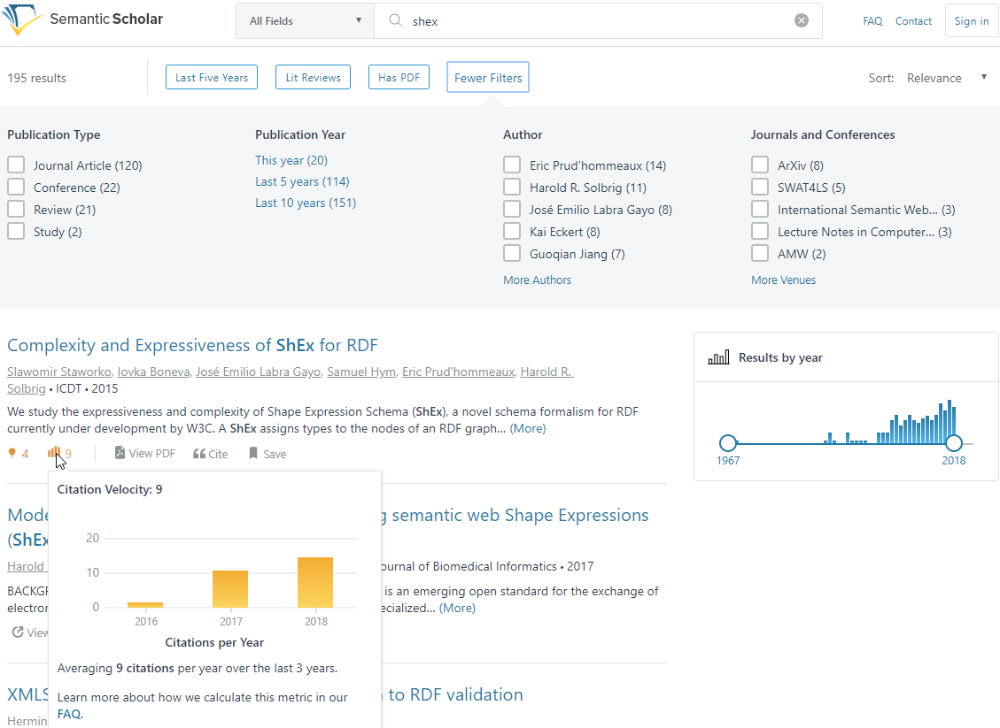 Semantic Scholar
All Fields
shex
FAQ
Contact
Sign in
195 results
Last Five Years
Lit Reviews
Has PDF
Fewer Filters
Sort: Relevance
Publication Type
Journal Article (120)
Conference (22)
Review (21)
Study (2)
Publication Year
This year (20)
Last 5 years (114)
Last 10 years (151)
Author
Eric Prud'hommeaux (14)
Harold R. Solbrig (11)
José Emilio Labra Gayo (8)
Kai Eckert (8)
Guoqian Jiang (7)
More Authors
Journals and Conferences
ArXiv (8)
SWAT4LS (5)
International Semantic Web... (3)
Lecture Notes in Computer... (3)
AMW (2)
More Venues
Complexity and Expressiveness of ShEx for RDF
Slawomir Staworko, Iovka Boneva, José Emilio Labra Gayo, Samuel Hym, Eric Prud'hommeaux, Harold R.
Solbrig • ICDT • 2015
We study the expressiveness and complexity of Shape Expression Schema (ShEx), a novel schema formalism for RDF
currently under development by W3C. A ShEx assigns types to the nodes of an RDF graph... (More)
4
9
View PDF
Cite
Save
Results by year
1967
2018
Citation Velocity: 9
20
10
0
2016
2017
2018
Citations per Year
Averaging 9 citations per year over the last 3 years.
Learn more about how we calculate this metric in our
FAQ.
semantic web Shape Expressions
(ShEx
Harold
ournal of Biomedical Informatics • 2017
is an emerging open standard for the exchange of
ecialized... (More)
View
XMLS
to RDF validation
Hermin